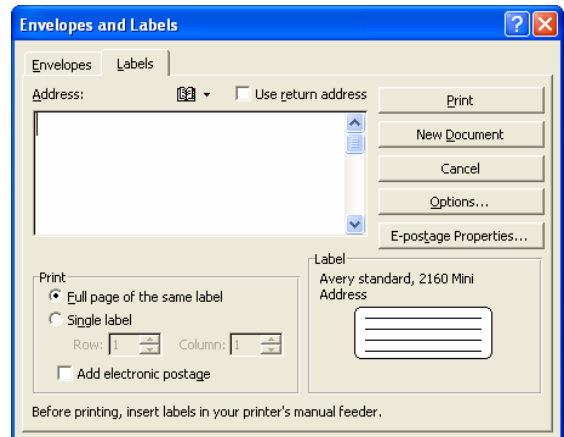 Envelopes and Labels
Envelopes
Labels
Address:
Use return address
Print
New Document
Cancel
Options...
E-postage Properties...
Print
Full page of the same label
Single label
Row: 1 Column: 1
Add electronic postage
Label
Avery standard, 2160 Mini
Address
Before printing, insert labels in your printer's manual feeder.